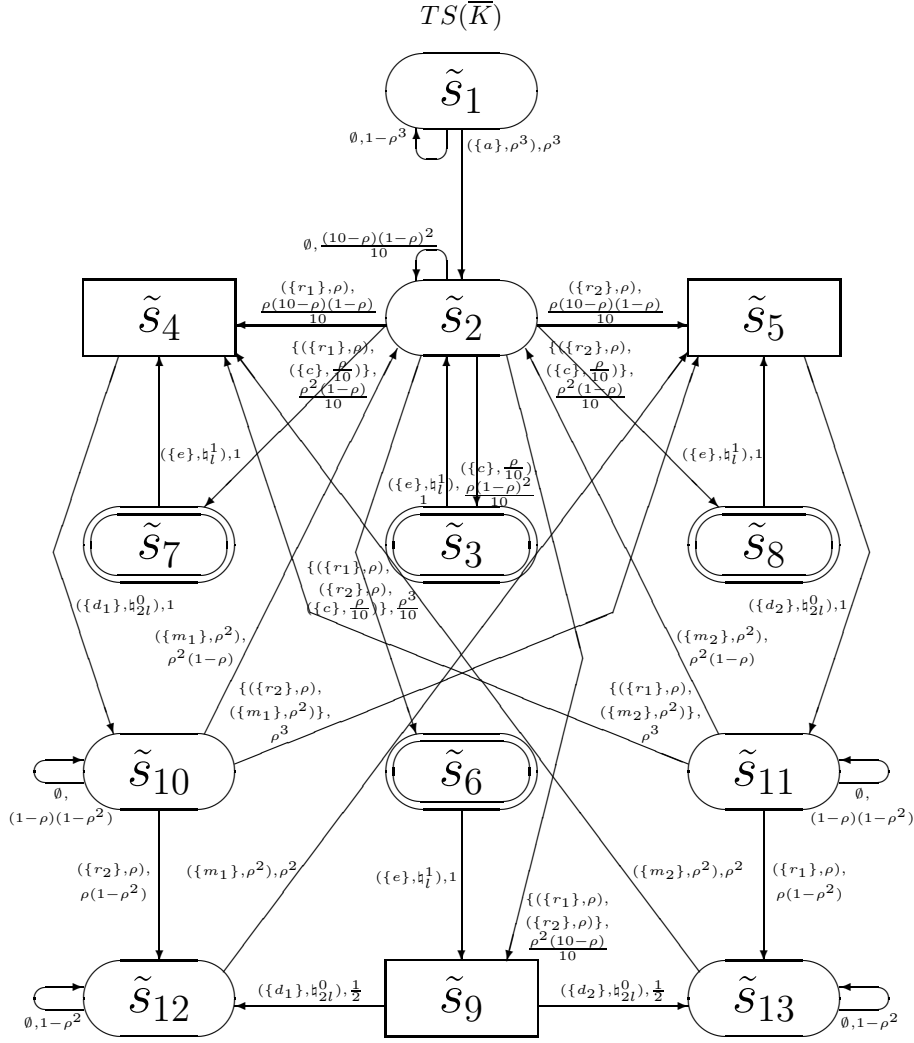 TS(K̅)
s̃₁
∅,1−ρ³
({a},ρ³),ρ³
∅,(10−ρ)(1−ρ)²/10
({r₁},ρ),
ρ(10−ρ)(1−ρ)/10
({r₂},ρ),
ρ(10−ρ)(1−ρ)/10
s̃₄
s̃₂
s̃₅
{({r₁},ρ),
({c},ρ/10)},
ρ²(1−ρ)/10
{({r₂},ρ),
({c},ρ/10)},
ρ²(1−ρ)/10
({e},♮ₗ¹),1
({e},♮ₗ¹),
1
({c},ρ/10),
ρ(1−ρ)²/10
({e},♮ₗ¹),1
s̃₇
s̃₃
s̃₈
({d₁},♮₂ₗ⁰),1
{({r₁},ρ),
({r₂},ρ),
({c},ρ/10)},ρ³/10
({d₂},♮₂ₗ⁰),1
({m₁},ρ²),
ρ²(1−ρ)
({m₂},ρ²),
ρ²(1−ρ)
{({r₂},ρ),
({m₁},ρ²)},
ρ³
{({r₁},ρ),
({m₂},ρ²)},
ρ³
s̃₁₀
s̃₆
s̃₁₁
∅,
(1−ρ)(1−ρ²)
∅,
(1−ρ)(1−ρ²)
({r₂},ρ),
ρ(1−ρ²)
({m₁},ρ²),ρ²
({e},♮ₗ¹),1
({m₂},ρ²),ρ²
({r₁},ρ),
ρ(1−ρ²)
{({r₁},ρ),
({r₂},ρ)},
ρ²(10−ρ)/10
s̃₁₂
({d₁},♮₂ₗ⁰),1/2
s̃₉
({d₂},♮₂ₗ⁰),1/2
s̃₁₃
∅,1−ρ²
∅,1−ρ²